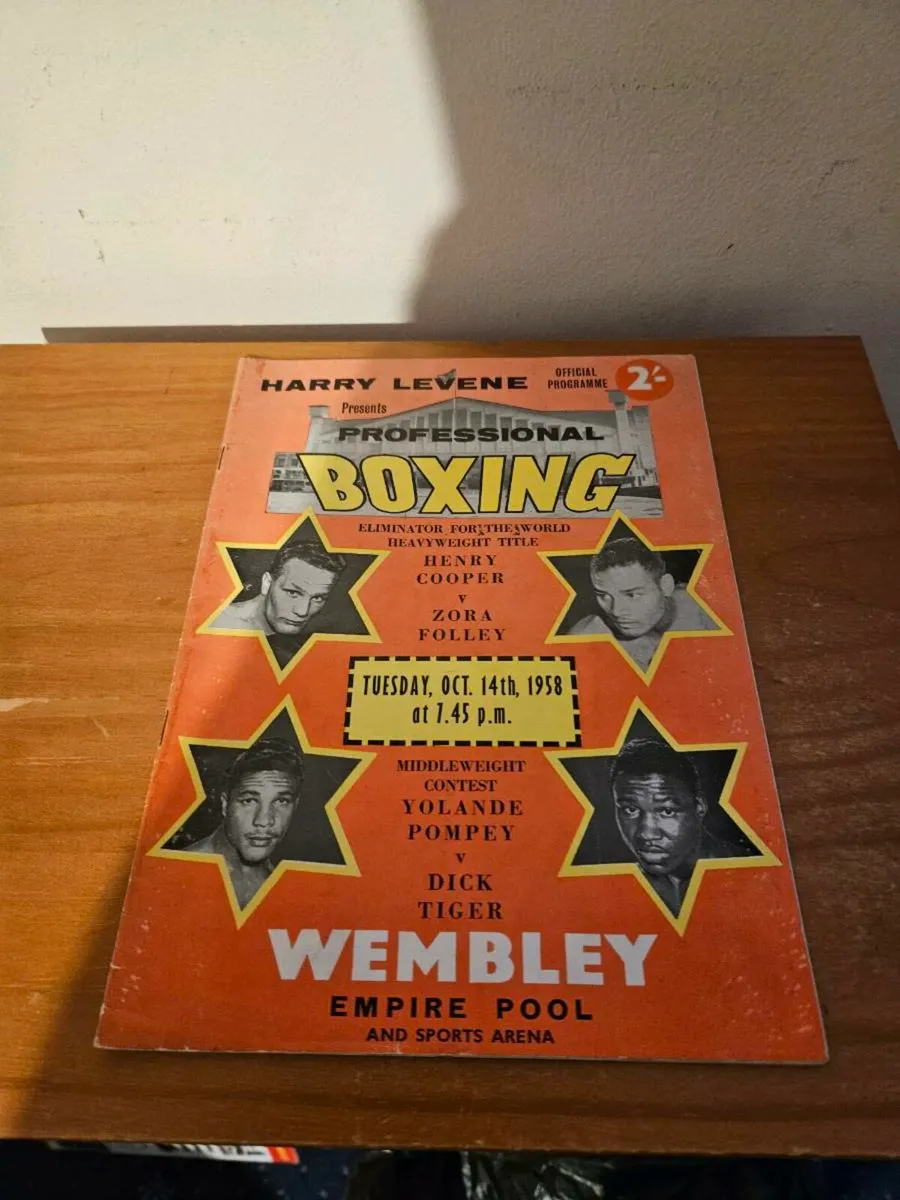 HARRY LEVENE
OFFICIAL
PROGRAMME
2/-
Presents
PROFESSIONAL
BOXING
ELIMINATOR FOR THE WORLD
HEAVYWEIGHT TITLE
HENRY
COOPER
v
ZORA
FOLLEY
TUESDAY, OCT. 14th, 1958
at 7.45 p.m.
MIDDLEWEIGHT
CONTEST
YOLANDE
POMPEY
v
DICK
TIGER
WEMBLEY
EMPIRE POOL
AND SPORTS ARENA